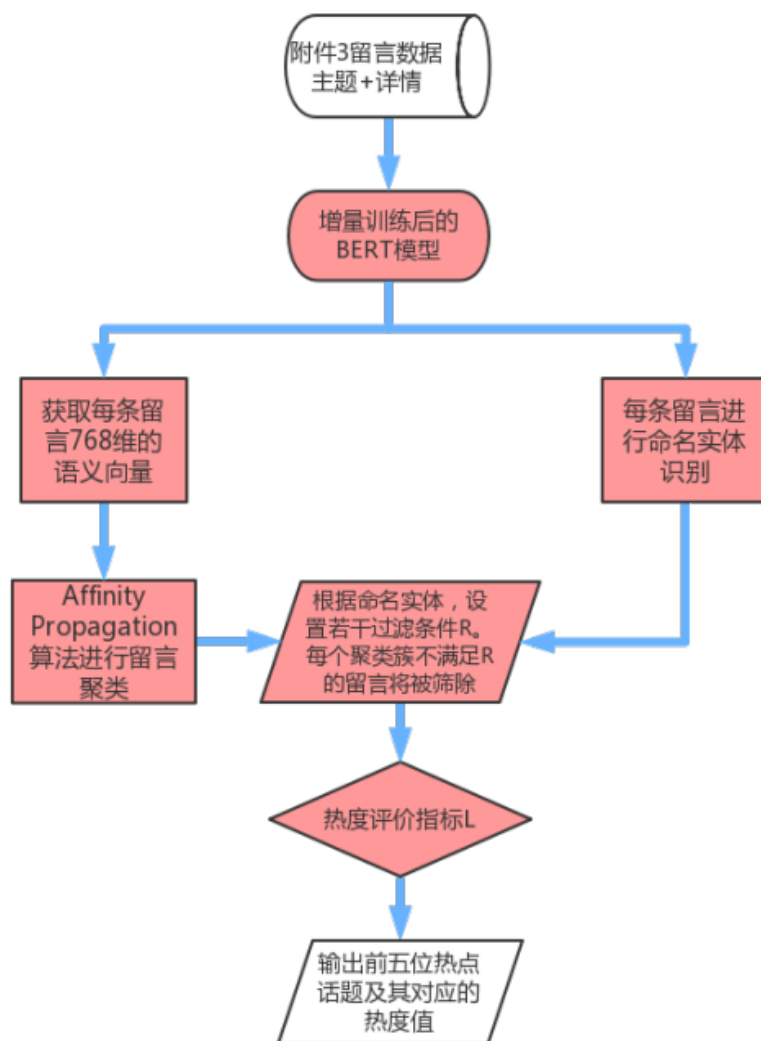 附件3留言数据
主题+详情
增量训练后的
BERT模型
获取每条留
言768维的
语义向量
每条留言进
行命名实体
识别
Affinity
Propagation
算法进行留言
聚类
根据命名实体，设
置若干过滤条件R。
每个聚类簇不满足R
的留言将被筛除
热度评价指标L
输出前五位热点
话题及其对应的
热度值